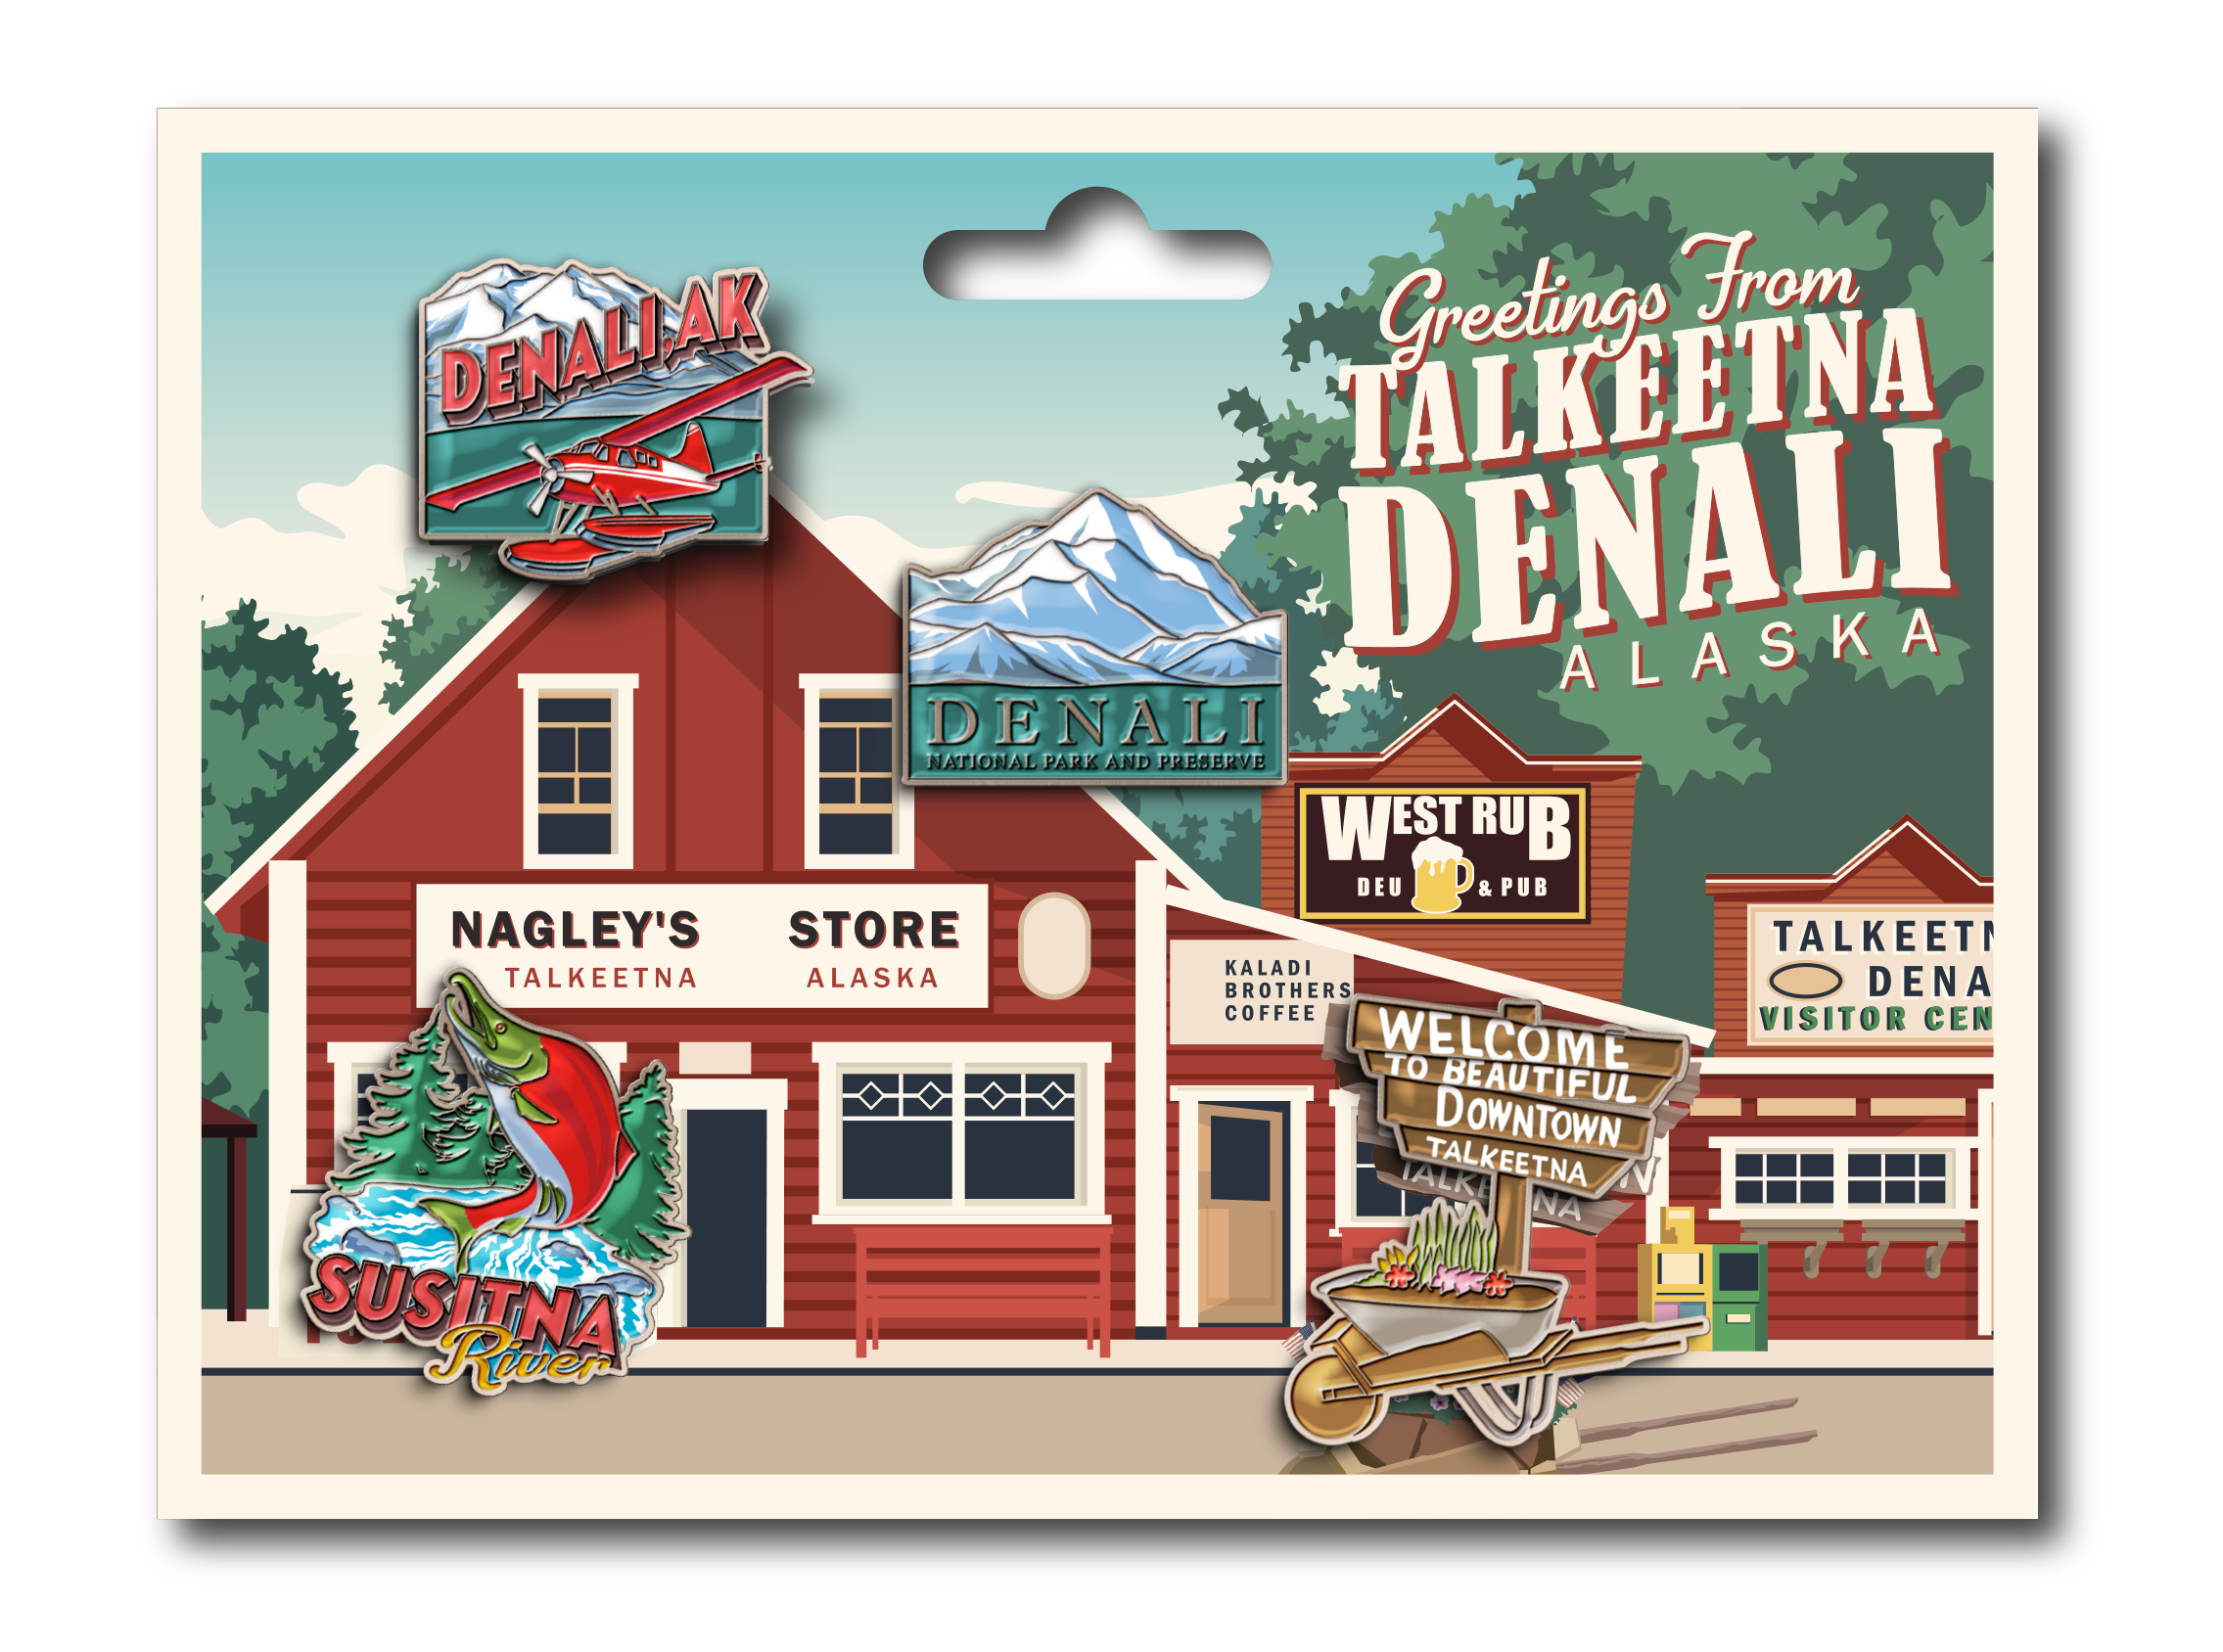 Greetings From
TALKEETNA
DENALI
ALASKA
DENALI, AK
DENALI
NATIONAL PARK AND PRESERVE
WEST RUB
DEU & PUB
NAGLEY'S STORE
TALKEETNA ALASKA
KALADI
BROTHERS
COFFEE
TALKEETN
DENA
VISITOR CEN
WELCOME
TO BEAUTIFUL
DOWNTOWN
TALKEETNA
SUSITNA
River